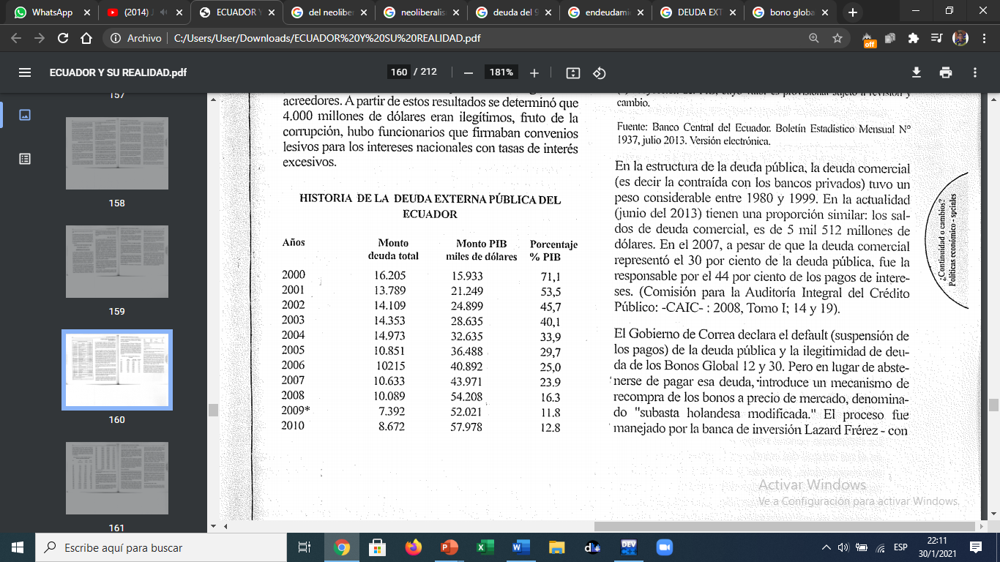 WhatsApp
(2014) J
ECUADOR Y
del neoliber
neoliberalis
deuda del 9
endeudami
DEUDA EXT
bono globa
Archivo
C:/Users/User/Downloads/ECUADOR%20Y%20SU%20REALIDAD.pdf
off
ECUADOR Y SU REALIDAD.pdf
160 / 212
181%
157
158
159
160
161
acreedores. A partir de estos resultados se determinó que
4.000 millones de dólares eran ilegítimos, fruto de la
corrupción, hubo funcionarios que firmaban convenios
lesivos para los intereses nacionales con tasas de interés
excesivos.
HISTORIA DE LA DEUDA EXTERNA PÚBLICA DEL
ECUADOR
Años Monto Monto PIB Porcentaje
deuda total miles de dólares % PIB
2000 16.205 15.933 71,1
2001 13.789 21.249 53,5
2002 14.109 24.899 45,7
2003 14.353 28.635 40,1
2004 14.973 32.635 33,9
2005 10.851 36.488 29,7
2006 10215 40.892 25,0
2007 10.633 43.971 23.9
2008 10.089 54.208 16.3
2009* 7.392 52.021 11.8
2010 8.672 57.978 12.8
cambio.
Fuente: Banco Central del Ecuador. Boletín Estadístico Mensual N°
1937, julio 2013. Versión electrónica.
En la estructura de la deuda pública, la deuda comercial
(es decir la contraída con los bancos privados) tuvo un
peso considerable entre 1980 y 1999. En la actualidad
(junio del 2013) tienen una proporción similar: los sal-
dos de deuda comercial, es de 5 mil 512 millones de
dólares. En el 2007, a pesar de que la deuda comercial
representó el 30 por ciento de la deuda pública, fue la
responsable por el 44 por ciento de los pagos de intere-
ses. (Comisión para la Auditoría Integral del Crédito
Público: -CAIC- : 2008, Tomo I; 14 y 19).
El Gobierno de Correa declara el default (suspensión de
los pagos) de la deuda pública y la ilegitimidad de deu-
da de los Bonos Global 12 y 30. Pero en lugar de abste-
nerse de pagar esa deuda, introduce un mecanismo de
recompra de los bonos a precio de mercado, denomina-
do "subasta holandesa modificada." El proceso fue
manejado por la banca de inversión Lazard Frérez - con
¿Continuidad o cambios?
Políticas económico - sociales
Activar Windows
Ve a Configuración para activar Windows.
Escribe aquí para buscar
ESP
22:11
30/1/2021